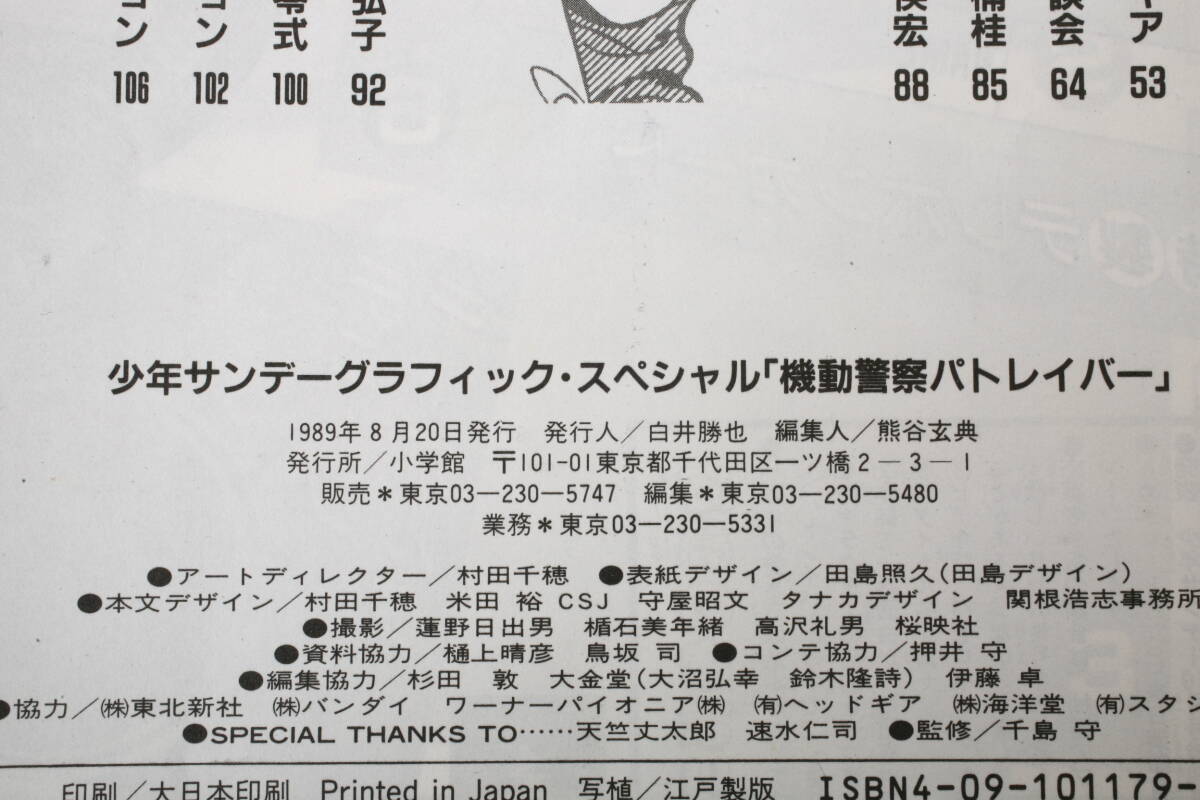 ョン 106
ョン 102
零式 100
弘子 92
俊宏 88
楠桂 85
談会 64
ギア 53
少年サンデーグラフィック・スペシャル「機動警察パトレイバー」
1989年8月20日発行 発行人／白井勝也 編集人／熊谷玄典
発行所／小学館 〒101-01東京都千代田区一ツ橋2－3－1
販売＊東京03―230―5747 編集＊東京03―230―5480
業務＊東京03―230―5331
●アートディレクター／村田千穂 ●表紙デザイン／田島照久(田島デザイン)
●本文デザイン／村田千穂 米田 裕 CSJ 守屋昭文 タナカデザイン 関根浩志事務所
●撮影／蓮野日出男 楯石美年緒 高沢礼男 桜映社
●資料協力／樋上晴彦 鳥坂 司 ●コンテ協力／押井 守
●編集協力／杉田 敦 大金堂(大沼弘幸 鈴木隆詩) 伊藤 卓
●協力／㈱東北新社 ㈱バンダイ ワーナーパイオニア㈱ ㈲ヘッドギア ㈱海洋堂 ㈲スタジ
●SPECIAL THANKS TO……天竺丈太郎 速水仁司 ●監修／千島 守
印刷／大日本印刷 Printed in Japan 写植／江戸製版 ISBN4-09-101179-